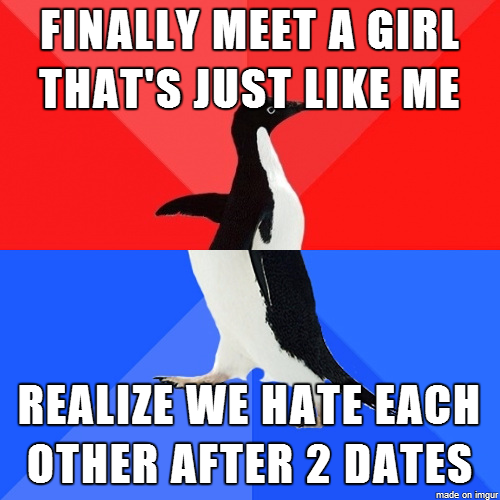 FINALLY MEET A GIRL
THAT'S JUST LIKE ME
REALIZE WE HATE EACH
OTHER AFTER 2 DATES
made on imgur